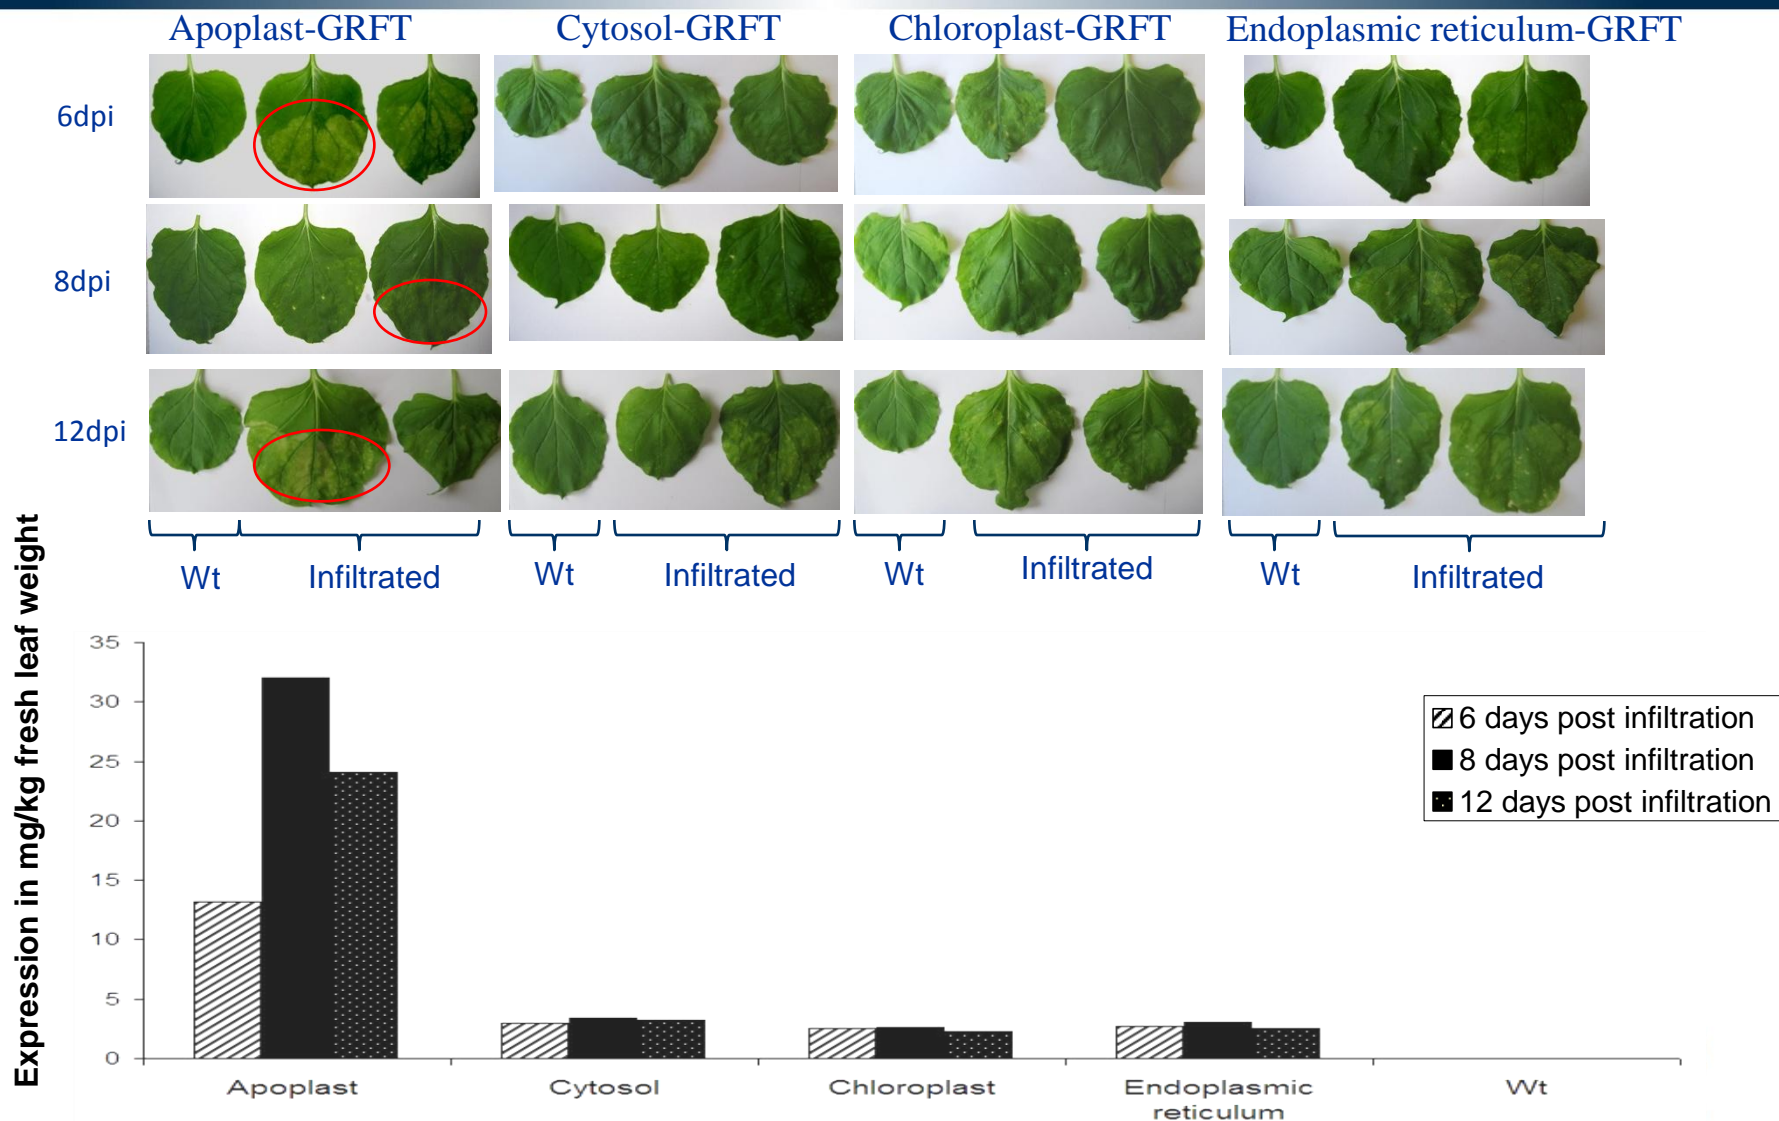 Apoplast-GRFT
Cytosol-GRFT
Chloroplast-GRFT
Endoplasmic reticulum-GRFT
6dpi
8dpi
12dpi
Wt
Infiltrated
Wt
Infiltrated
Wt
Infiltrated
Wt
Infiltrated
Expression in mg/kg fresh leaf weight
35
30
25
20
15
10
5
0
Apoplast
Cytosol
Chloroplast
Endoplasmic
reticulum
Wt
6 days post infiltration
8 days post infiltration
12 days post infiltration